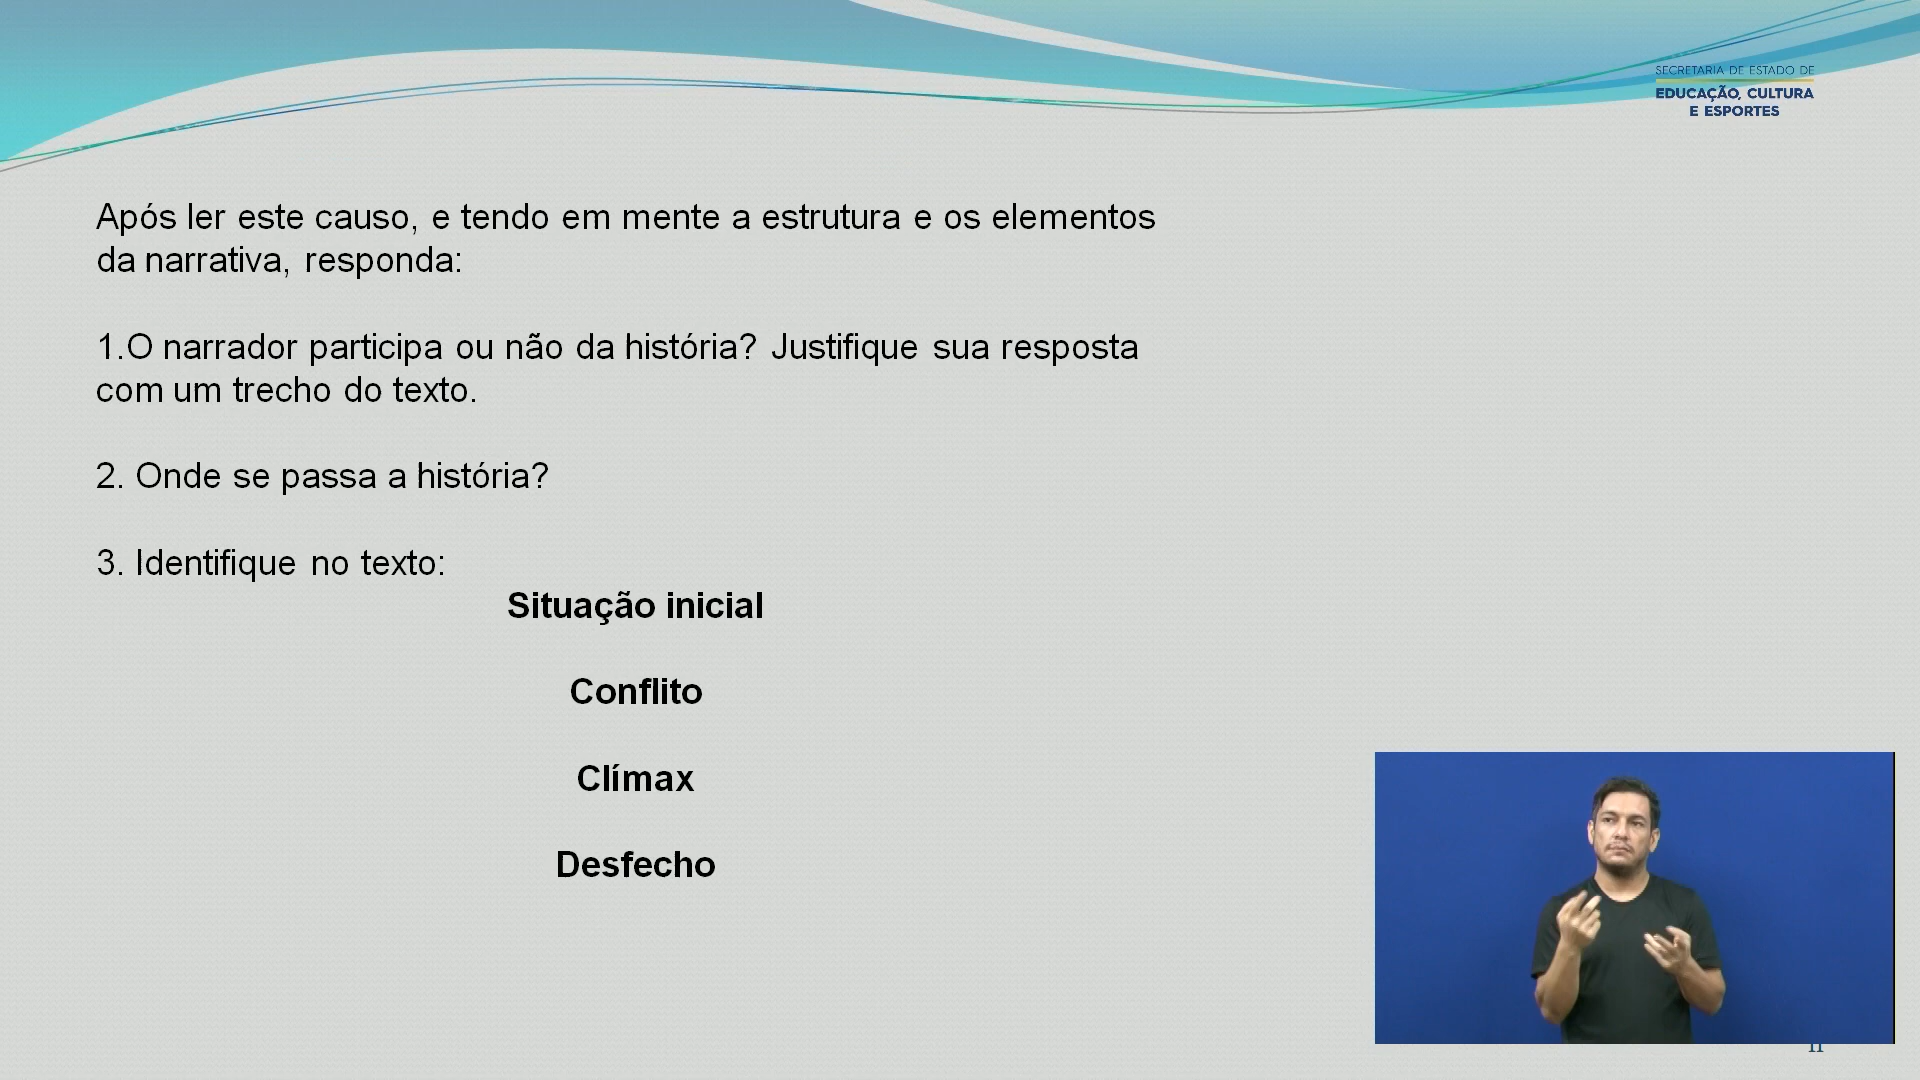 SECRETARIA DE ESTADO DE
EDUCAÇÃO, CULTURA
E ESPORTES
Após ler este causo, e tendo em mente a estrutura e os elementos
da narrativa, responda:
1.O narrador participa ou não da história? Justifique sua resposta
com um trecho do texto.
2. Onde se passa a história?
3. Identifique no texto:
Situação inicial
Conflito
Clímax
Desfecho